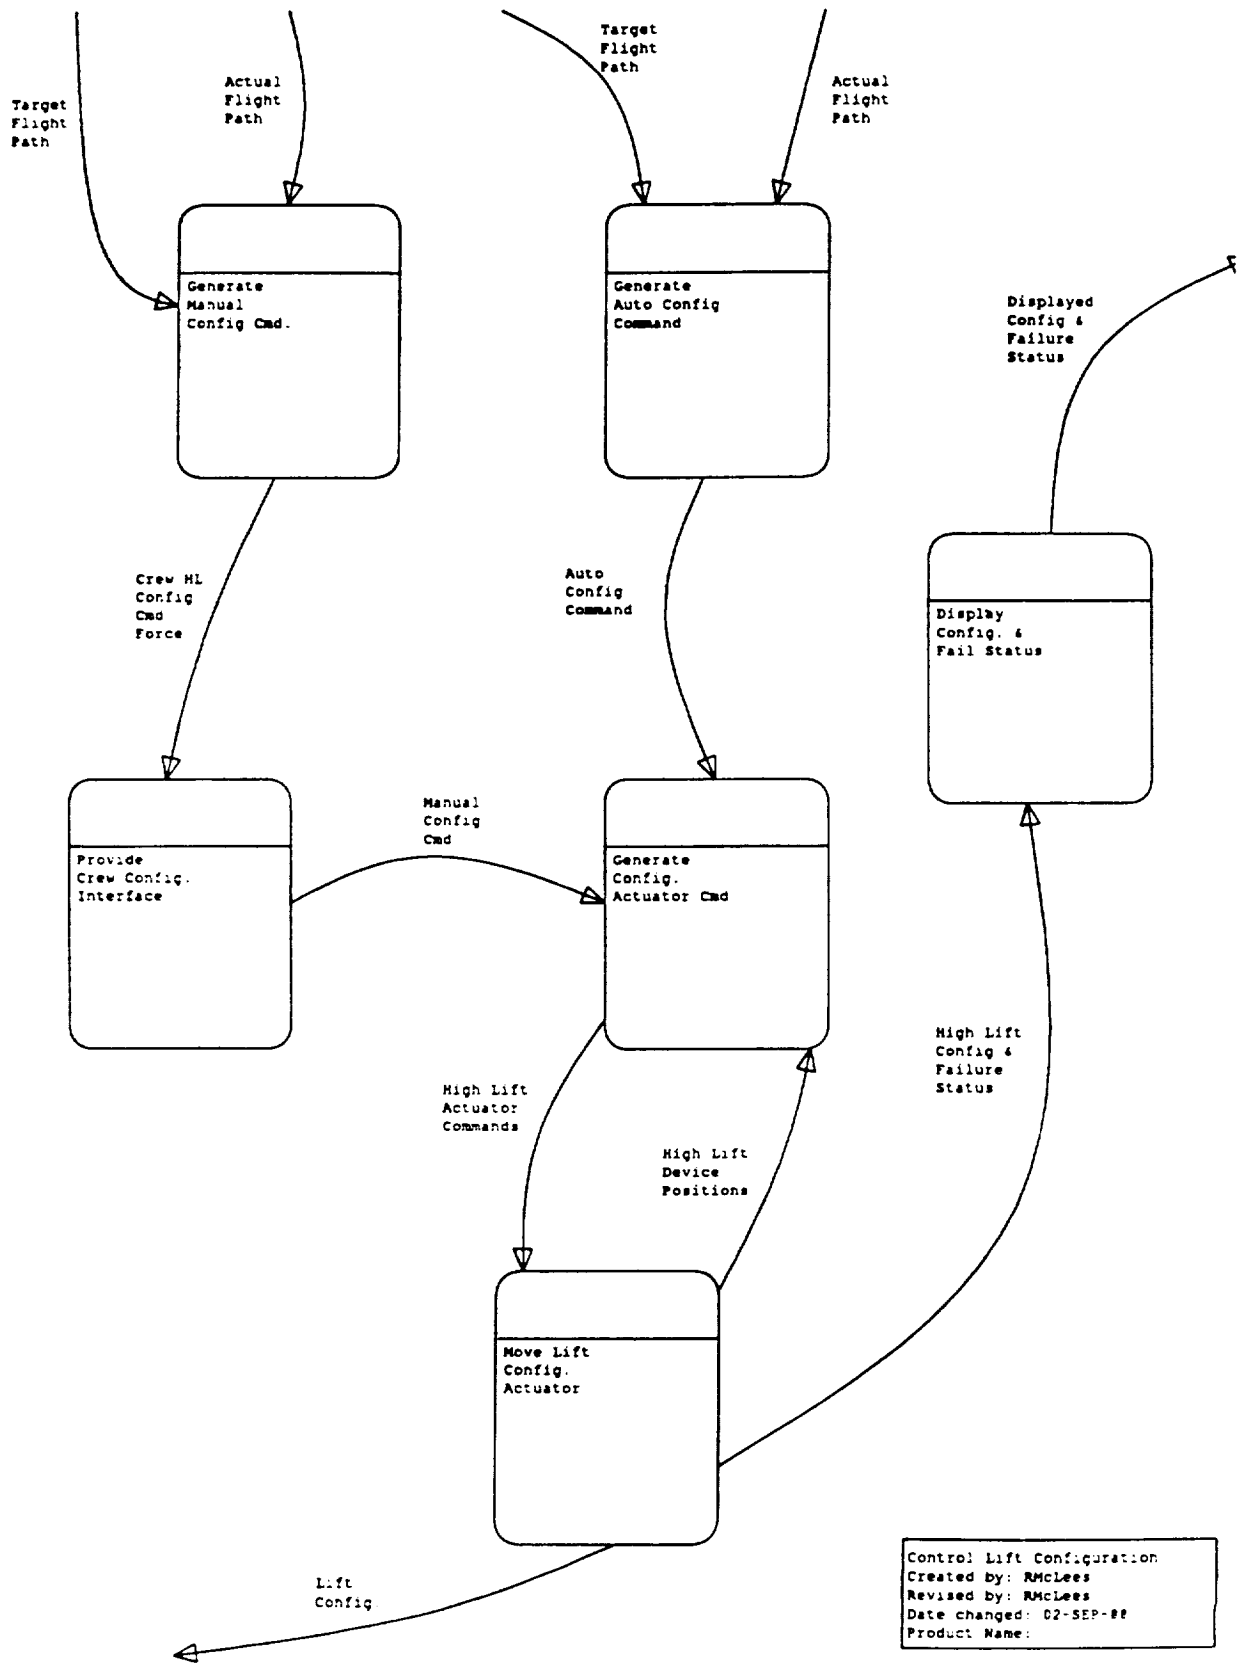 Target
Flight
Path
Actual
Flight
Path
Target
Flight
Path
Actual
Flight
Path
Generate
Manual
Config Cmd.
Generate
Auto Config
Command
Displayed
Config &
Failure
Status
Crew HL
Config
Cmd
Force
Auto
Config
Command
Display
Config. &
Fail Status
Manual
Config
Cmd
Provide
Crew Config.
Interface
Generate
Config.
Actuator Cmd
High Lift
Actuator
Commands
High Lift
Device
Positions
High Lift
Config &
Failure
Status
Move Lift
Config.
Actuator
Lift
Config.
Control Lift Configuration
Created by: RMcLees
Revised by: RMcLees
Date changed: 02-SEP-88
Product Name: